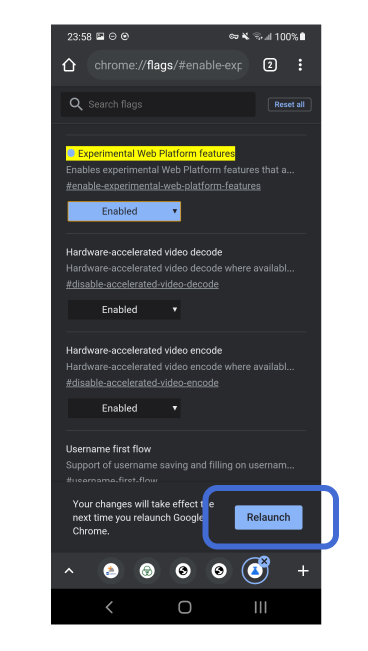 23:58 100%
chrome://flags/#enable-exp 2
Search flags Reset all
Experimental Web Platform features
Enables experimental Web Platform features that a...
#enable-experimental-web-platform-features
Enabled
Hardware-accelerated video decode
Hardware-accelerated video decode where availabl...
#disable-accelerated-video-decode
Enabled
Hardware-accelerated video encode
Hardware-accelerated video encode where availabl...
#disable-accelerated-video-encode
Enabled
Username first flow
Support of username saving and filling on usernam...
#username-first-flow
Your changes will take effect the
next time you relaunch Google
Chrome.
Relaunch